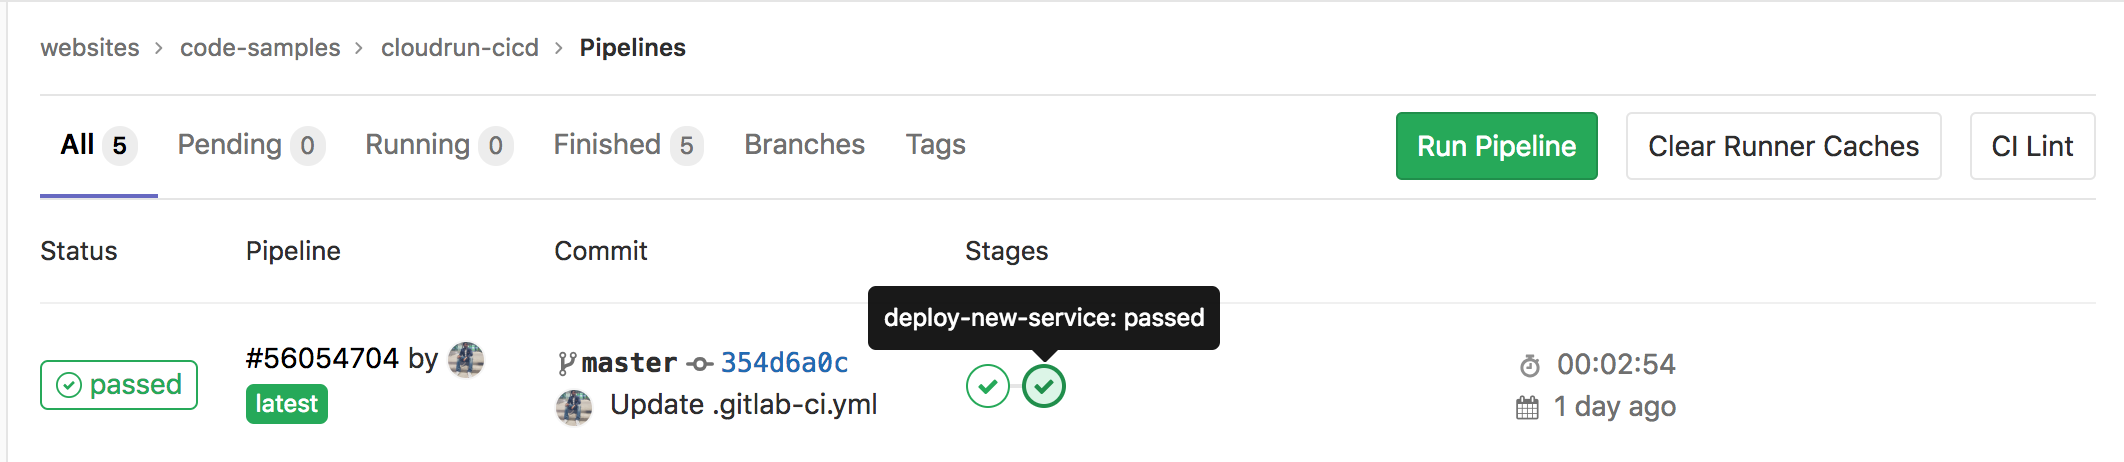 websites > code-samples > cloudrun-cicd > Pipelines
All 5 Pending 0 Running 0 Finished 5 Branches Tags Run Pipeline Clear Runner Caches CI Lint
Status Pipeline Commit Stages
deploy-new-service: passed
passed
#56054704 by
latest
master 354d6a0c
Update .gitlab-ci.yml
00:02:54
1 day ago